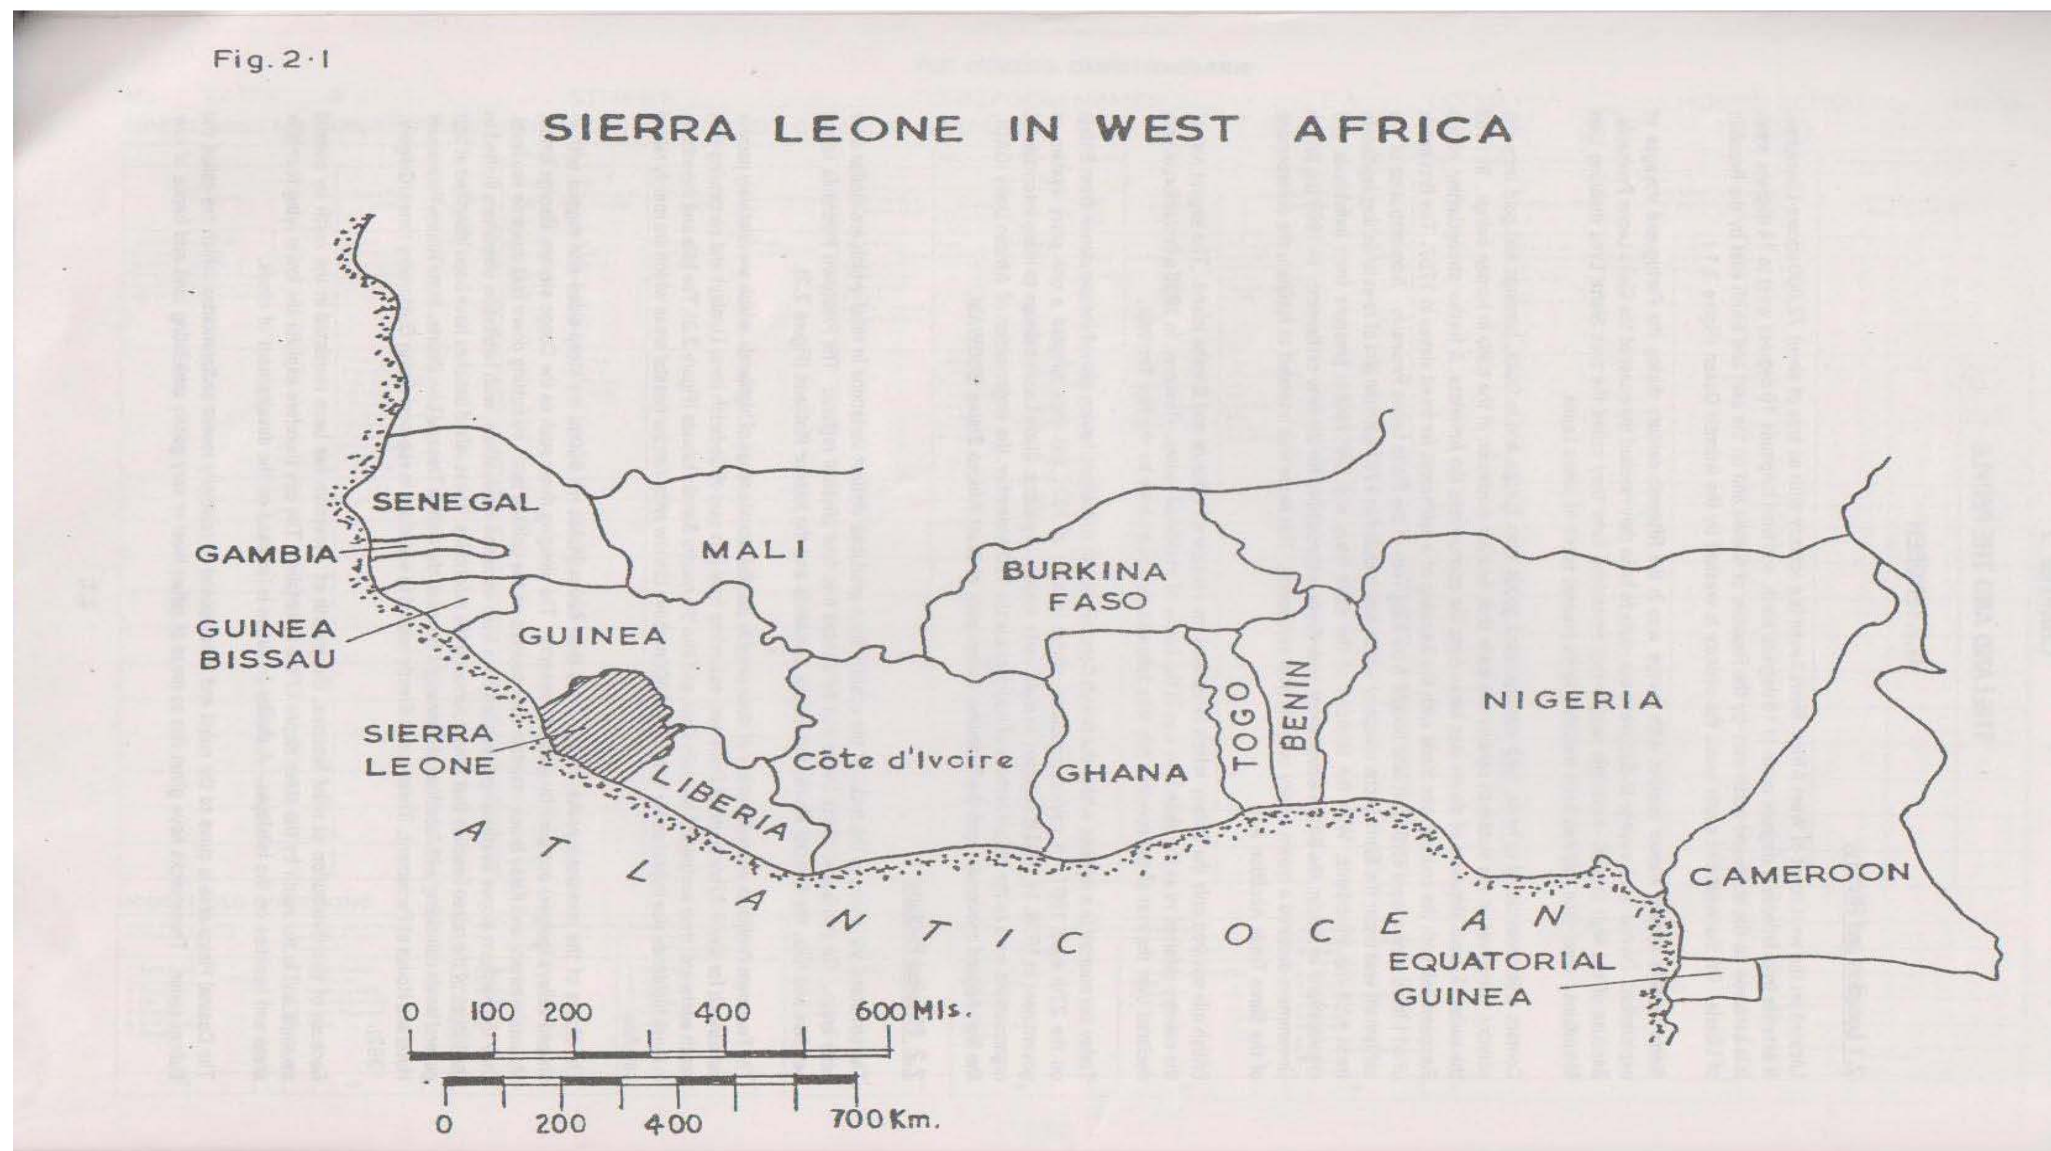 Fig. 2·1
SIERRA LEONE IN WEST AFRICA
SENEGAL
GAMBIA
MALI
BURKINA
FASO
GUINEA
BISSAU
GUINEA
SIERRA
LEONE
LIBERIA
Côte d'Ivoire
GHANA
TOGO
BENIN
NIGERIA
CAMEROON
ATLANTIC OCEAN
EQUATORIAL
GUINEA
0 100 200 400 600 Mls.
0 200 400 700 Km.